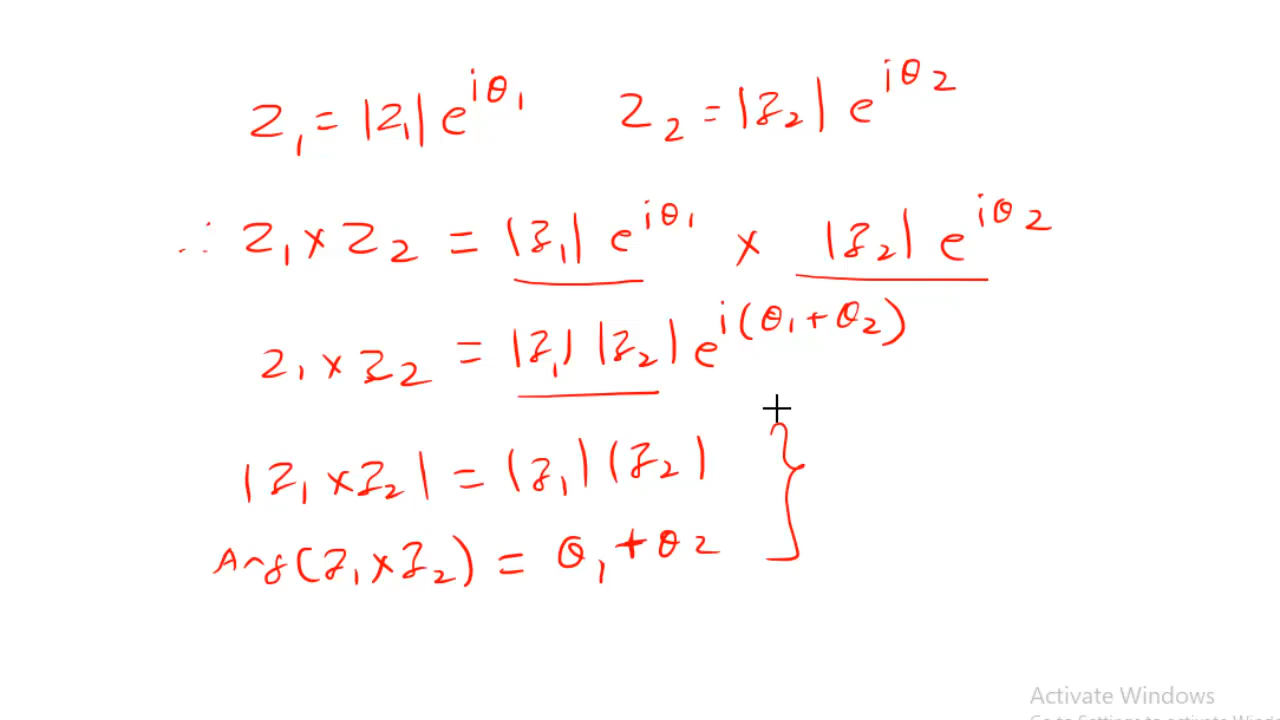 z₁ = |z₁| e^{iθ₁} z₂ = |z₂| e^{iθ₂}
∴ z₁ × z₂ = |z₁| e^{iθ₁} × |z₂| e^{iθ₂}
z₁ × z₂ = |z₁| |z₂| e^{i(θ₁+θ₂)}
|z₁ × z₂| = |z₁| |z₂|
Arg(z₁ × z₂) = θ₁ + θ₂
Activate Windows